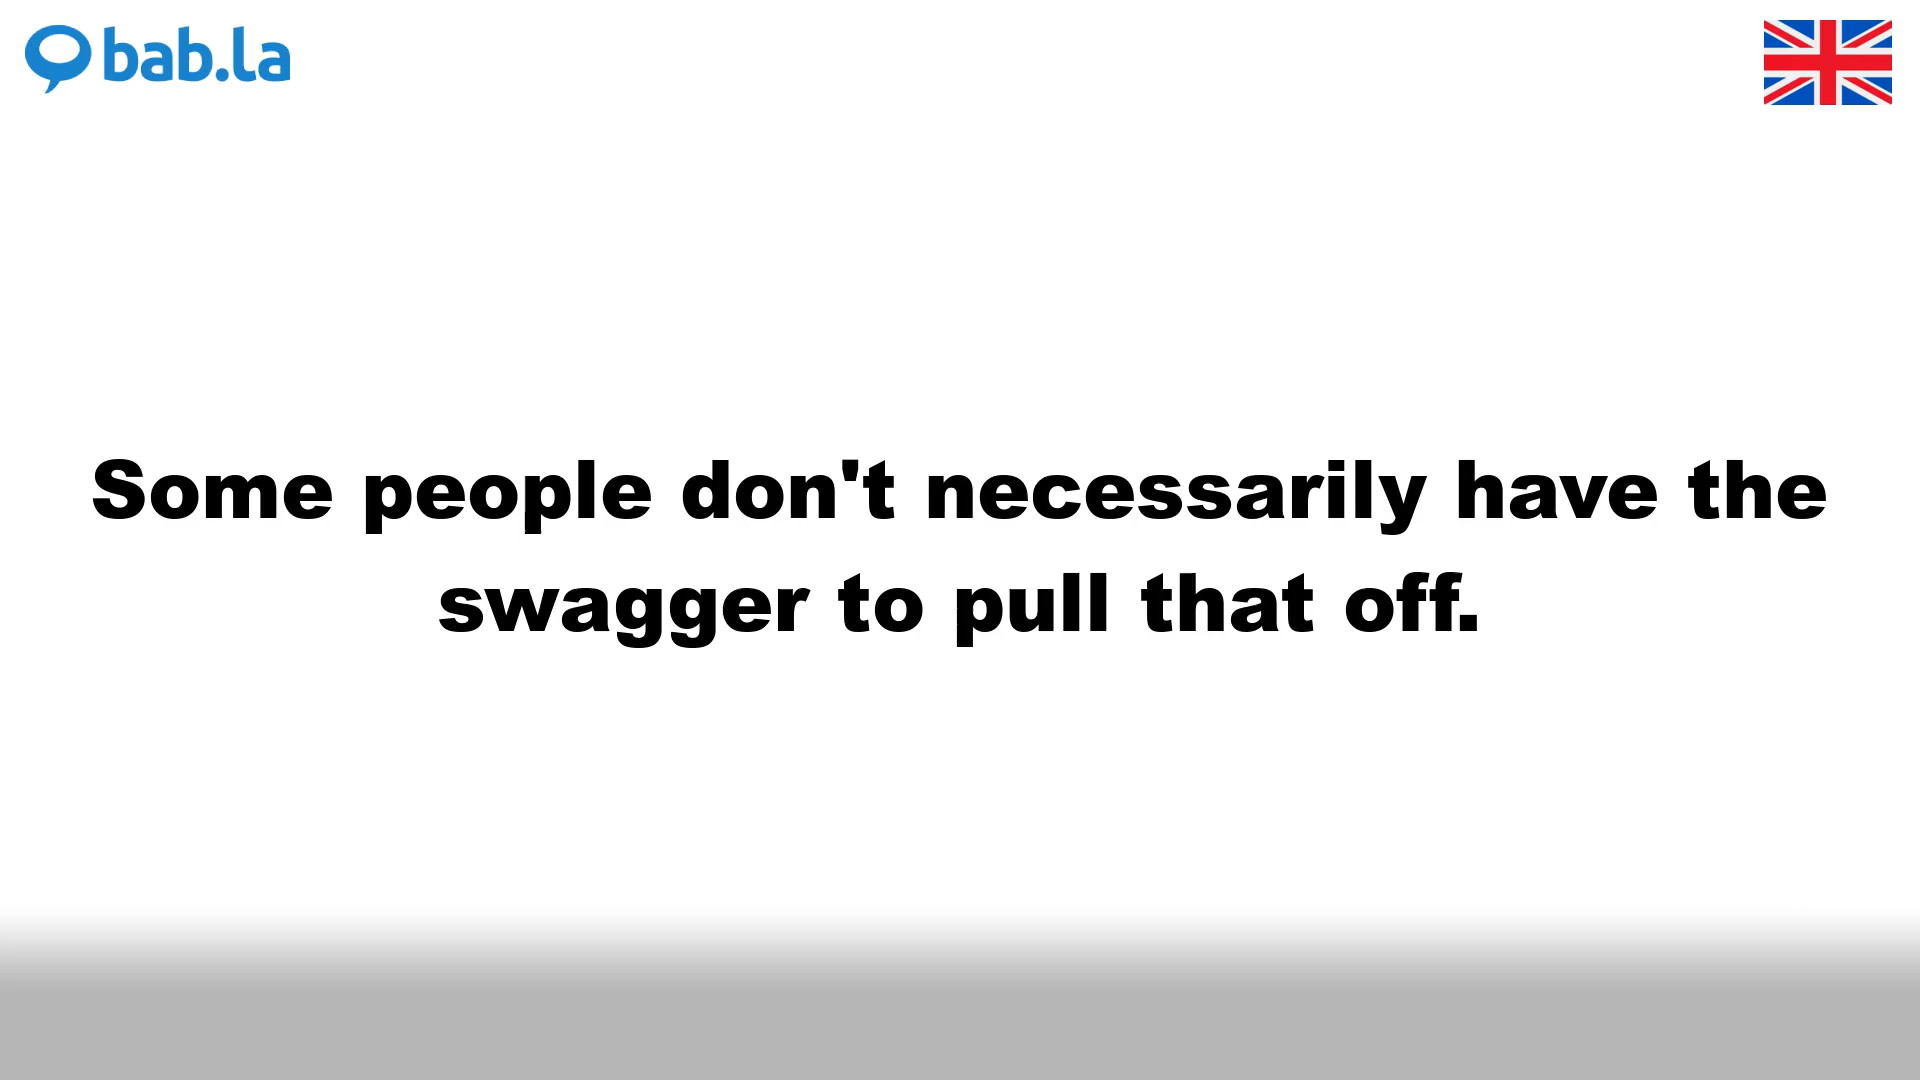 bab.la
Some people don't necessarily have the
swagger to pull that off.